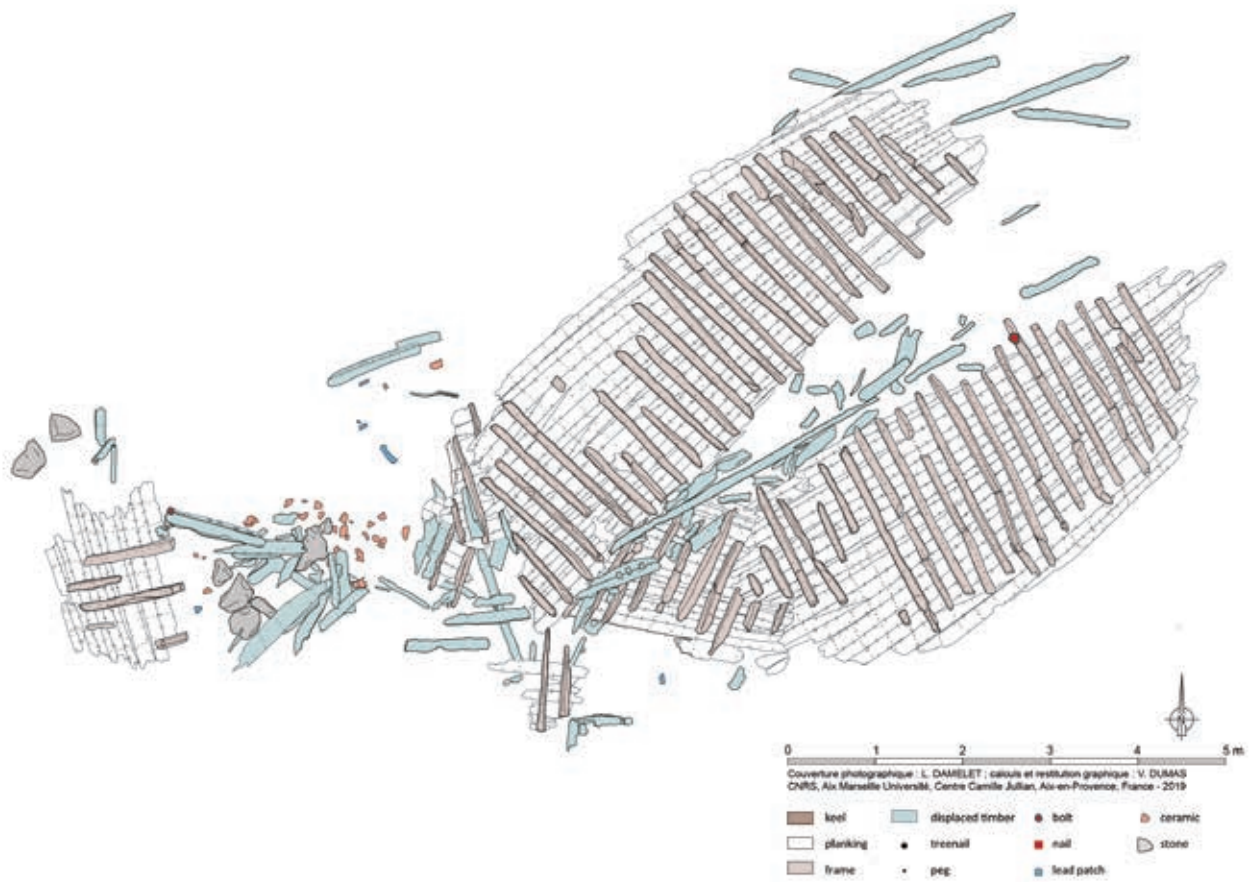 0 1 2 3 4 5 m
Couverture photographique : L. DAMELET ; calculs et restitution graphique : V. DUMAS
CNRS, Aix Marseille Université, Centre Camille Jullian, Aix-en-Provence, France - 2019
keel displaced timber bolt ceramic
planking treenail nail stone
frame peg lead patch